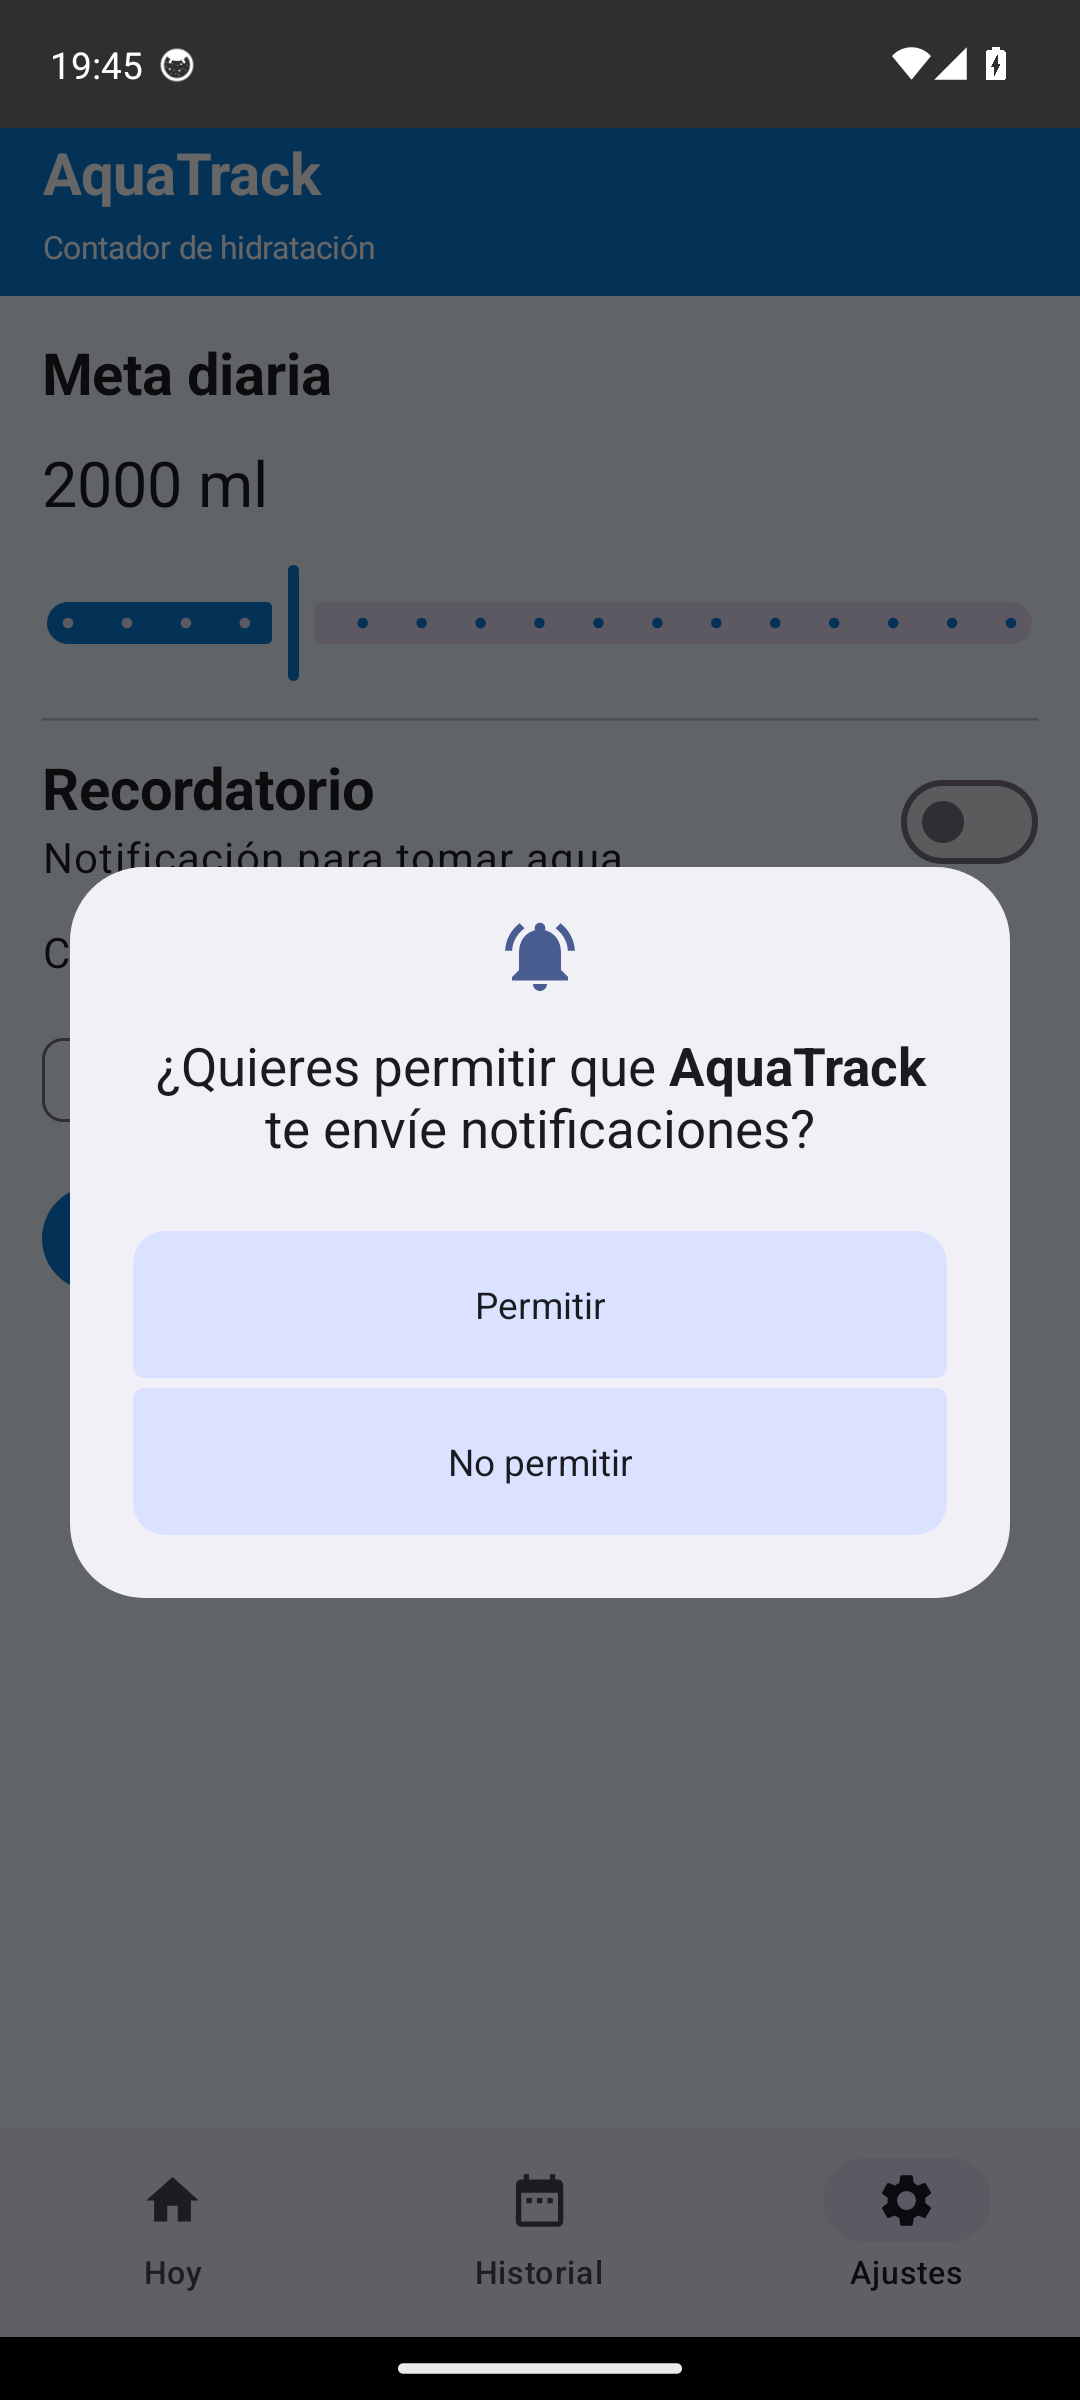 19:45
AquaTrack
Contador de hidratación
Meta diaria
2000 ml
Recordatorio
Notificación para tomar agua
¿Quieres permitir que AquaTrack
te envíe notificaciones?
Permitir
No permitir
Hoy
Historial
Ajustes